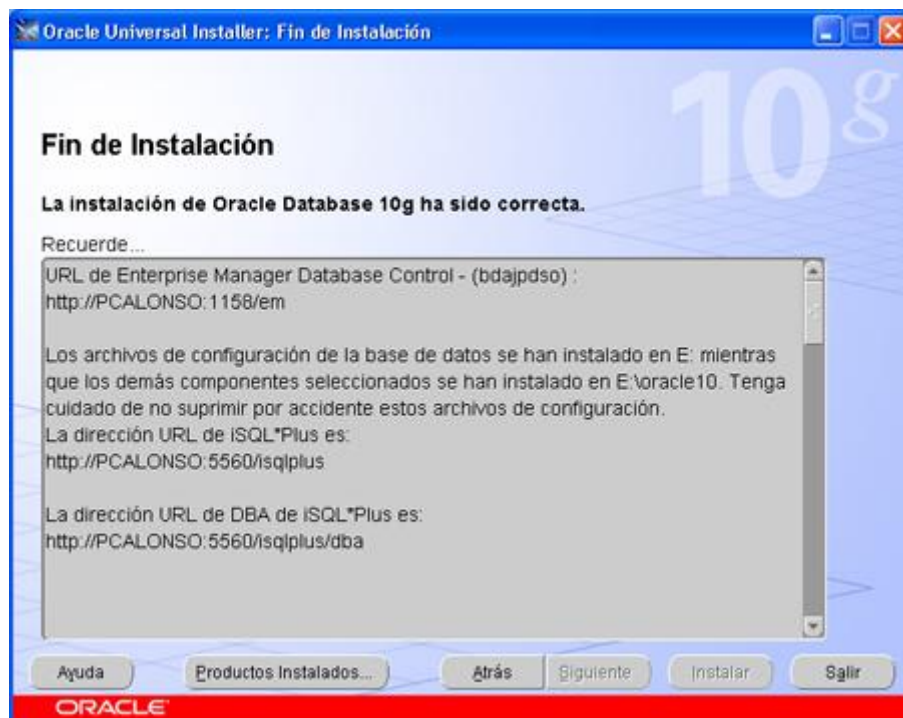 Oracle Universal Installer: Fin de Instalación
10g
Fin de Instalación
La instalación de Oracle Database 10g ha sido correcta.
Recuerde...
URL de Enterprise Manager Database Control - (bdajpdso) :
http://PCALONSO:1158/em
Los archivos de configuración de la base de datos se han instalado en E: mientras
que los demás componentes seleccionados se han instalado en E:\oracle10. Tenga
cuidado de no suprimir por accidente estos archivos de configuración.
La dirección URL de iSQL*Plus es:
http://PCALONSO:5560/isqlplus
La dirección URL de DBA de iSQL*Plus es:
http://PCALONSO:5560/isqlplus/dba
Ayuda Productos Instalados... Atrás Siguiente Instalar Salir
ORACLE